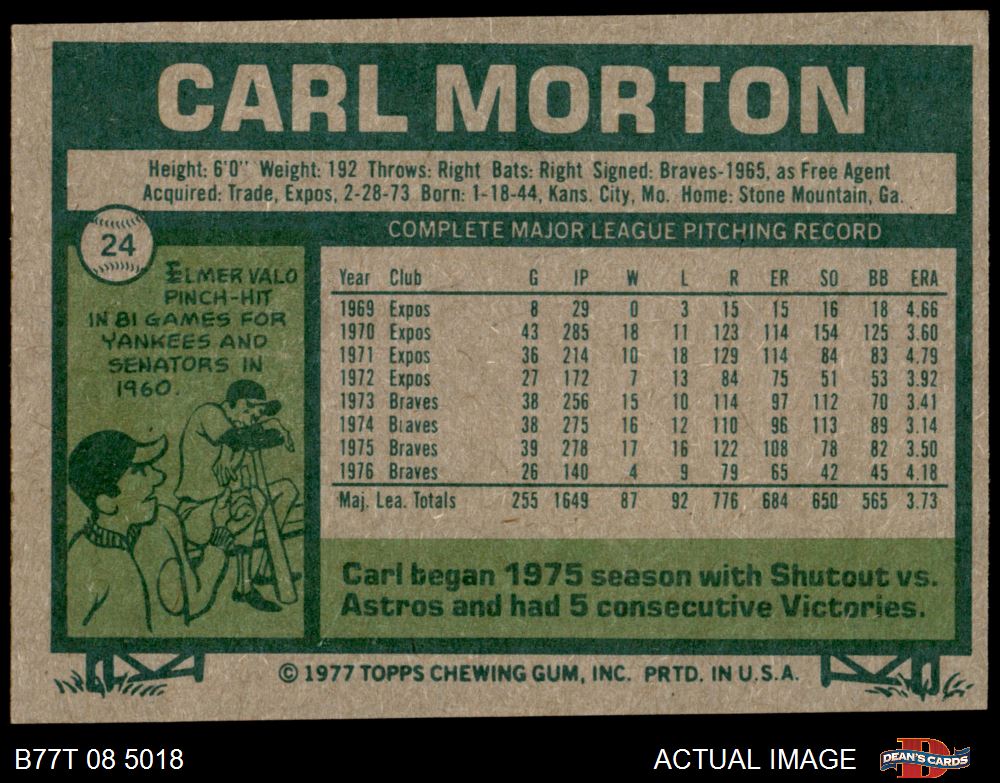 CARL MORTON
Height: 6'0" Weight: 192 Throws: Right Bats: Right Signed: Braves-1965, as Free Agent
Acquired: Trade, Expos, 2-28-73 Born: 1-18-44, Kans. City, Mo. Home: Stone Mountain, Ga.
24
COMPLETE MAJOR LEAGUE PITCHING RECORD
ELMER VALO
PINCH-HIT
IN 81 GAMES FOR
YANKEES AND
SENATORS IN
1960.
Year Club G IP W L R ER SO BB ERA
1969 Expos 8 29 0 3 15 15 16 18 4.66
1970 Expos 43 285 18 11 123 114 154 125 3.60
1971 Expos 36 214 10 18 129 114 84 83 4.79
1972 Expos 27 172 7 13 84 75 51 53 3.92
1973 Braves 38 256 15 10 114 97 112 70 3.41
1974 Braves 38 275 16 12 110 96 113 89 3.14
1975 Braves 39 278 17 16 122 108 78 82 3.50
1976 Braves 26 140 4 9 79 65 42 45 4.18
Maj. Lea. Totals 255 1649 87 92 776 684 650 565 3.73
Carl began 1975 season with Shutout vs.
Astros and had 5 consecutive Victories.
© 1977 TOPPS CHEWING GUM, INC. PRTD. IN U.S.A.
B77T 08 5018
ACTUAL IMAGE
DEAN'S CARDS